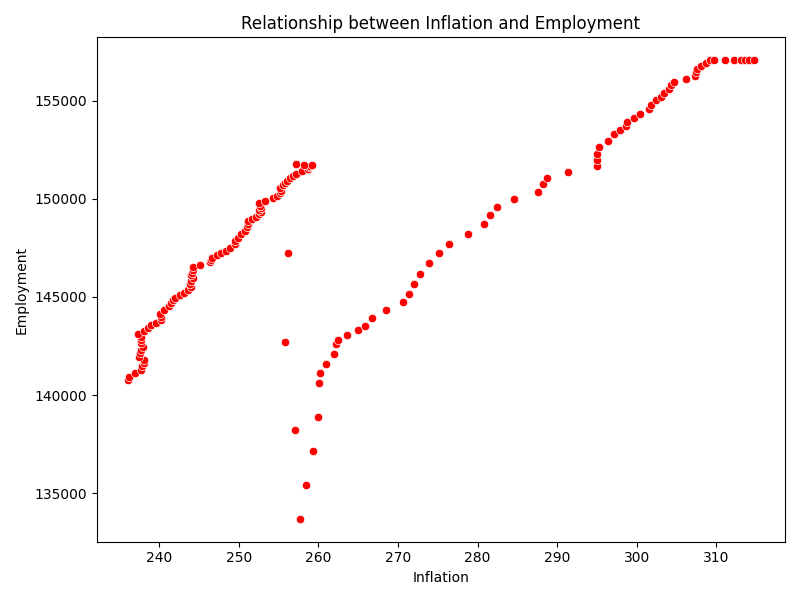 Relationship between Inflation and Employment
Employment
155000
150000
145000
140000
135000
240 250 260 270 280 290 300 310
Inflation